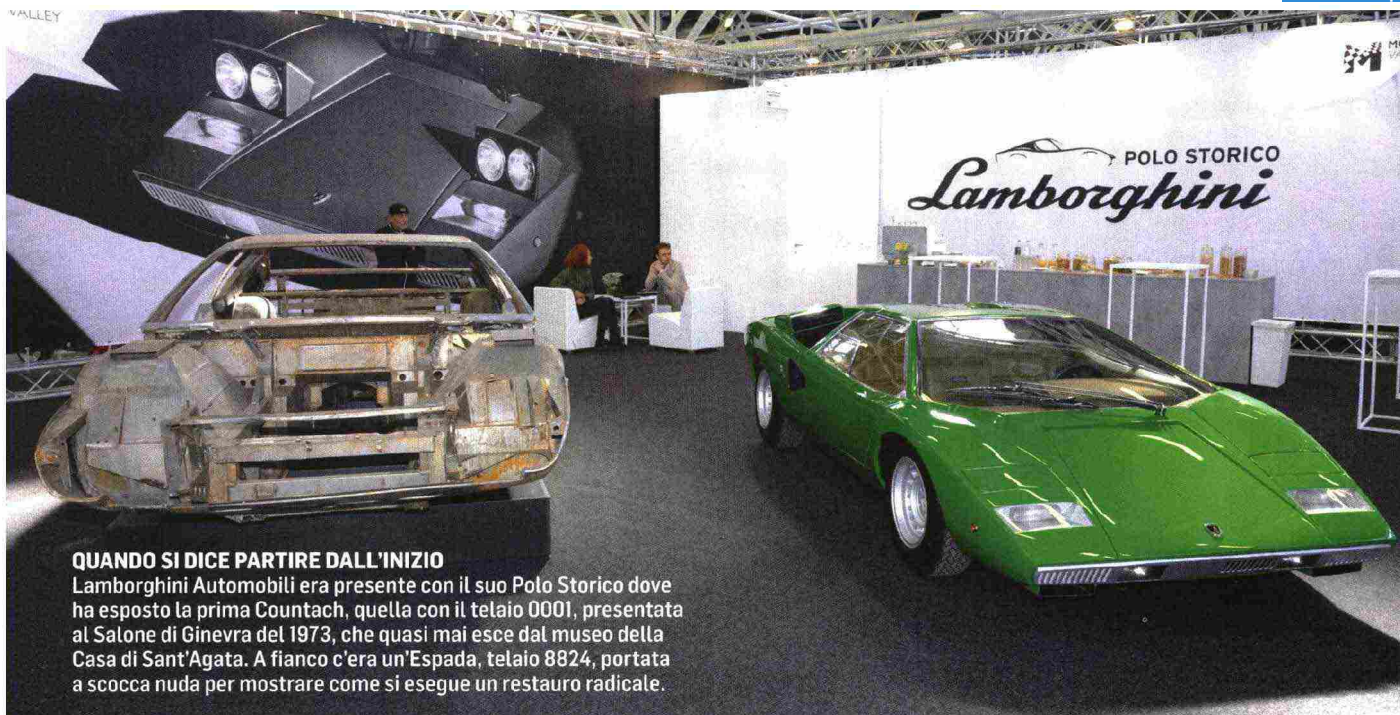 VALLEY
POLO STORICO
Lamborghini
QUANDO SI DICE PARTIRE DALL'INIZIO
Lamborghini Automobili era presente con il suo Polo Storico dove
ha esposto la prima Countach, quella con il telaio 0001, presentata
al Salone di Ginevra del 1973, che quasi mai esce dal museo della
Casa di Sant'Agata. A fianco c'era un'Espada, telaio 8824, portata
a scocca nuda per mostrare come si esegue un restauro radicale.